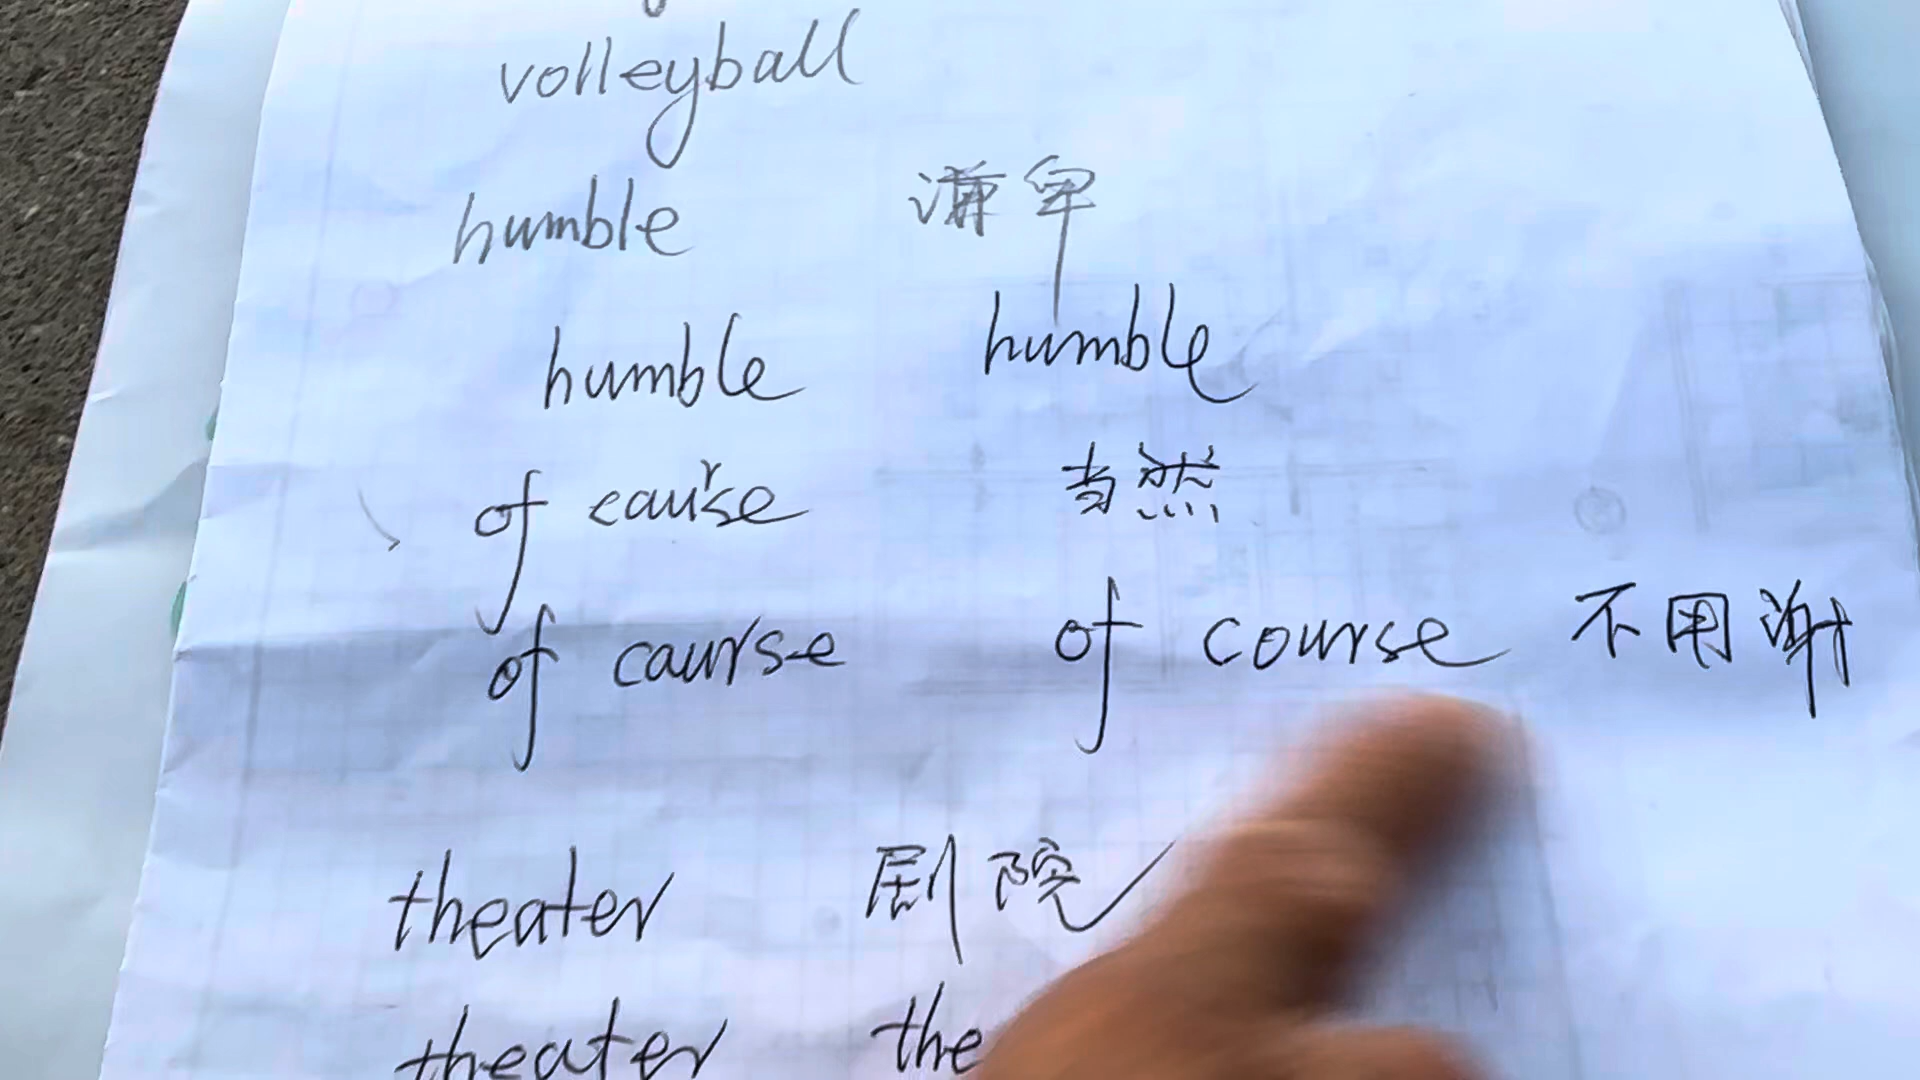 volleyball
humble 谦卑
humble humble
of caurse 当然
of caurse of course 不用谢
theater 剧院
theater the